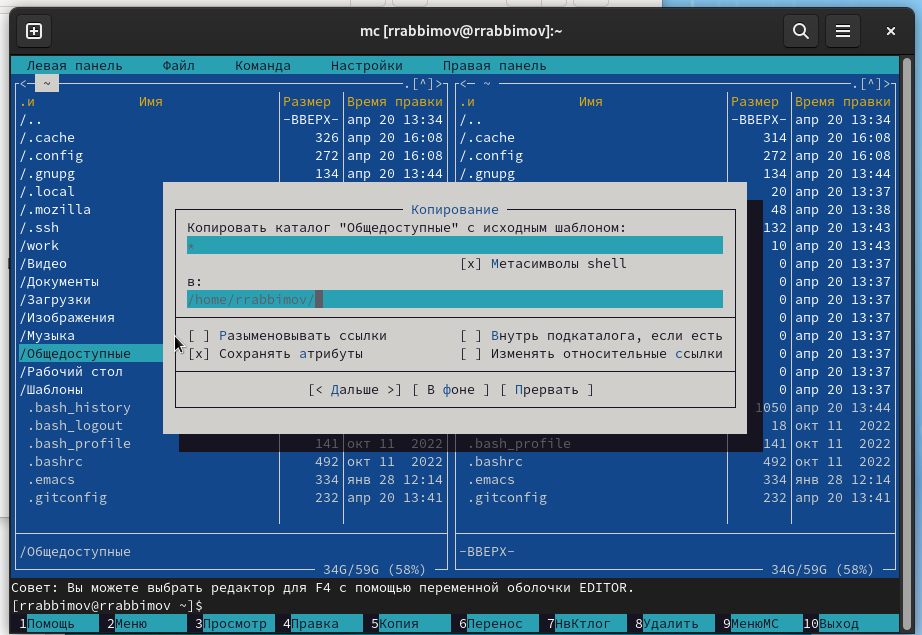 mc [rrabbimov@rrabbimov]:~
Левая панель Файл Команда Настройки Правая панель
<— ~ .[^]> <— ~ .[^]>
.и Имя Размер Время правки .и Имя Размер Время правки
/.. -ВВЕРХ- апр 20 13:34 /.. -ВВЕРХ- апр 20 13:34
/.cache 326 апр 20 16:08 /.cache 314 апр 20 16:08
/.config 272 апр 20 16:08 /.config 272 апр 20 16:08
/.gnupg 134 апр 20 13:44 /.gnupg 134 апр 20 13:44
/.local 20 апр 20 13:37
/.mozilla 48 апр 20 13:38
/.ssh 132 апр 20 13:43
/work 10 апр 20 13:43
/Видео 0 апр 20 13:37
/Документы 0 апр 20 13:37
/Загрузки 0 апр 20 13:37
/Изображения 0 апр 20 13:37
/Музыка 0 апр 20 13:37
/Общедоступные 0 апр 20 13:37
/Рабочий стол 0 апр 20 13:37
/Шаблоны 0 апр 20 13:37
.bash_history 1050 апр 20 13:44
.bash_logout 18 окт 11 2022
.bash_profile 141 окт 11 2022 .bash_profile 141 окт 11 2022
.bashrc 492 окт 11 2022 .bashrc 492 окт 11 2022
.emacs 334 янв 28 12:14 .emacs 334 янв 28 12:14
.gitconfig 232 апр 20 13:41 .gitconfig 232 апр 20 13:41
Копирование
Копировать каталог "Общедоступные" с исходным шаблоном:
*
[x] Метасимволы shell
в:
/home/rrabbimov/
[ ] Разыменовывать ссылки [ ] Внутрь подкаталога, если есть
[x] Сохранять атрибуты [ ] Изменять относительные ссылки
[< Дальше >] [ В фоне ] [ Прервать ]
/Общедоступные -ВВЕРХ-
34G/59G (58%) 34G/59G (58%)
Совет: Вы можете выбрать редактор для F4 с помощью переменной оболочки EDITOR.
[rrabbimov@rrabbimov ~]$
1Помощь 2Меню 3Просмотр 4Правка 5Копия 6Перенос 7НвКтлог 8Удалить 9МенюМС 10Выход